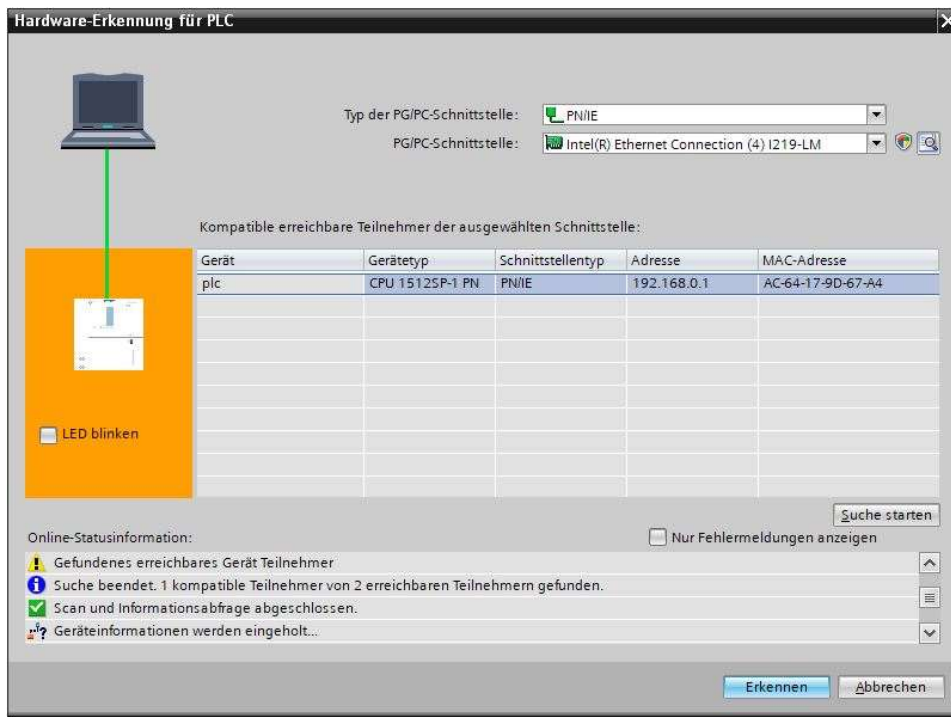 Hardware-Erkennung für PLC
Typ der PG/PC-Schnittstelle: PN/IE
PG/PC-Schnittstelle: Intel(R) Ethernet Connection (4) I219-LM
Kompatible erreichbare Teilnehmer der ausgewählten Schnittstelle:
Gerät Gerätetyp Schnittstellentyp Adresse MAC-Adresse
plc CPU 1512SP-1 PN PN/IE 192.168.0.1 AC-64-17-9D-67-A4
LED blinken
Suche starten
Online-Statusinformation: Nur Fehlermeldungen anzeigen
Gefundenes erreichbares Gerät Teilnehmer
Suche beendet. 1 kompatible Teilnehmer von 2 erreichbaren Teilnehmern gefunden.
Scan und Informationsabfrage abgeschlossen.
Geräteinformationen werden eingeholt...
Erkennen Abbrechen